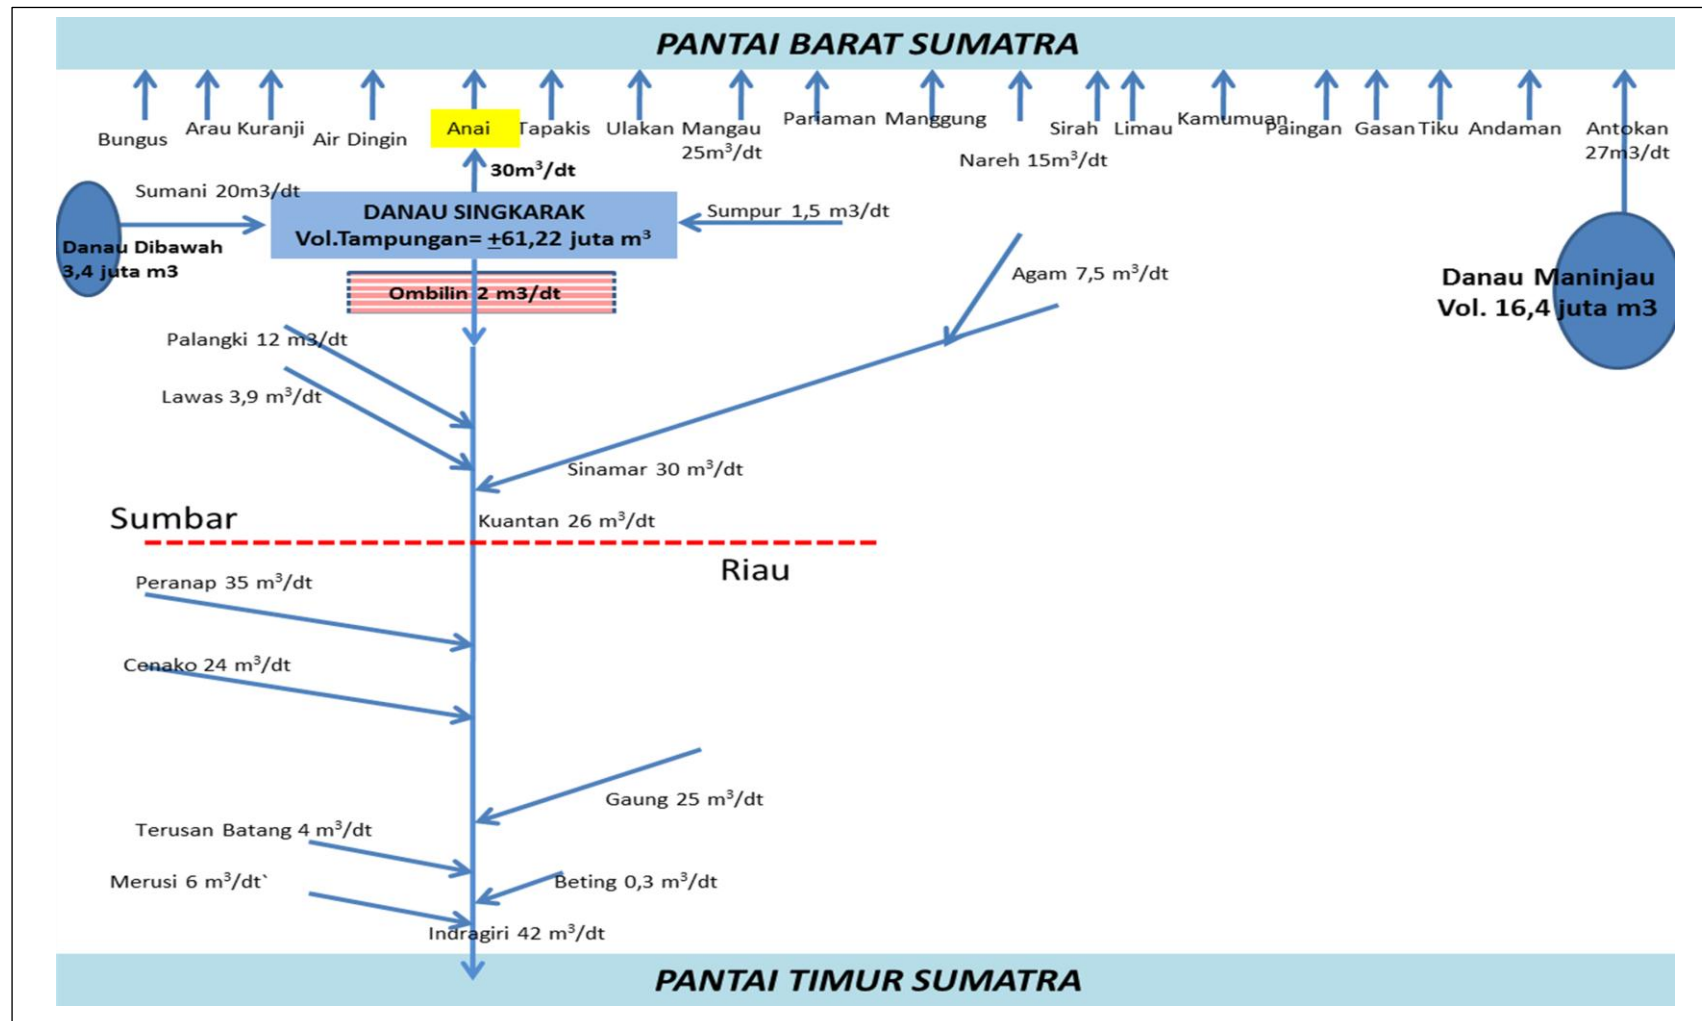 PANTAI BARAT SUMATRA
Bungus
Arau
Kuranji
Air Dingin
Anai
Tapakis
Ulakan
Mangau
25m³/dt
Pariaman
Manggung
Nareh 15m³/dt
Sirah
Limau
Kamumuan
Paingan
Gasan
Tiku
Andaman
Antokan
27m3/dt
30m³/dt
Sumani 20m3/dt
Danau Dibawah
3,4 juta m3
DANAU SINGKARAK
Vol.Tampungan= ±61,22 juta m³
Sumpur 1,5 m3/dt
Ombilin 2 m3/dt
Agam 7,5 m³/dt
Danau Maninjau
Vol. 16,4 juta m3
Palangki 12 m3/dt
Lawas 3,9 m³/dt
Sinamar 30 m³/dt
Sumbar
Kuantan 26 m³/dt
Riau
Peranap 35 m³/dt
Cenako 24 m³/dt
Gaung 25 m³/dt
Terusan Batang 4 m³/dt
Merusi 6 m³/dt`
Beting 0,3 m³/dt
Indragiri 42 m³/dt
PANTAI TIMUR SUMATRA